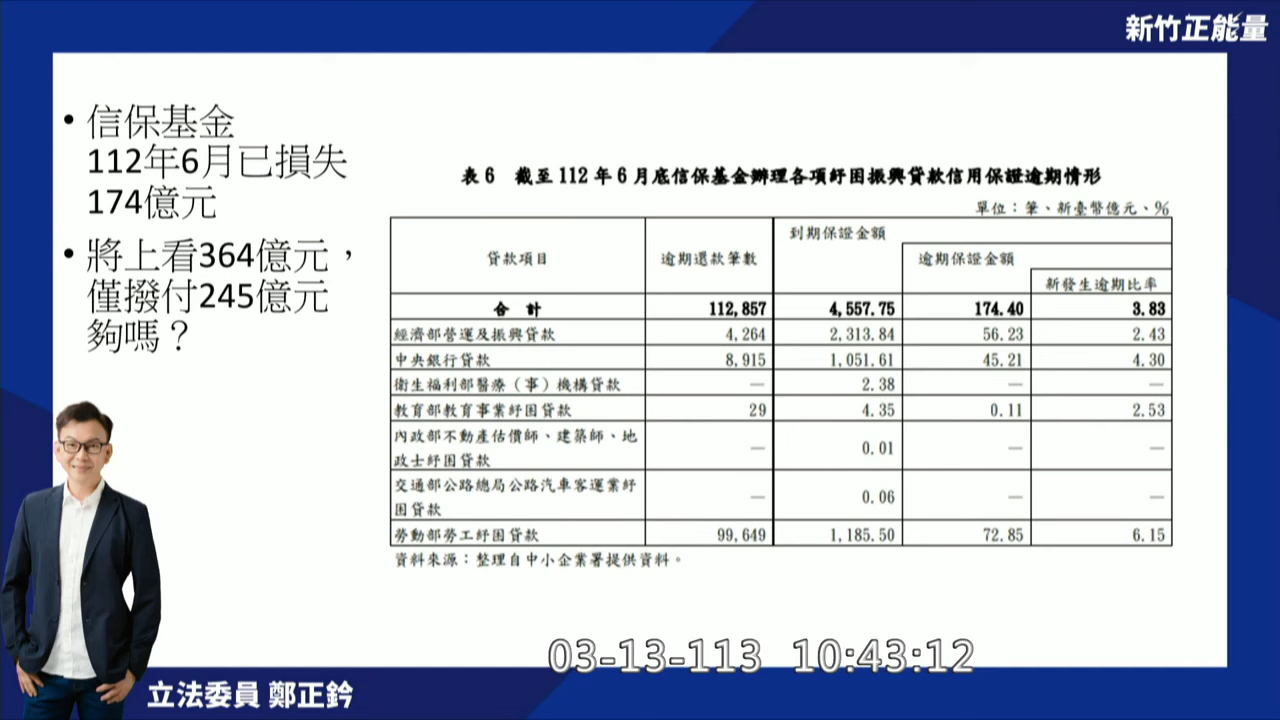 新竹正能量
• 信保基金
112年6月已損失
174億元
• 將上看364億元，
僅撥付245億元
夠嗎？
表 6 截至 112 年 6 月底信保基金辦理各項紓困振興貸款信用保證逾期情形
單位：筆、新臺幣億元、%
貸款項目 逾期還款筆數 到期保證金額
逾期保證金額
新發生逾期比率
合 計 112,857 4,557.75 174.40 3.83
經濟部營運及振興貸款 4,264 2,313.84 56.23 2.43
中央銀行貸款 8,915 1,051.61 45.21 4.30
衛生福利部醫療（事）機構貸款 — 2.38 — —
教育部教育事業紓困貸款 29 4.35 0.11 2.53
內政部不動產估價師、建築師、地
政士紓困貸款 — 0.01 — —
交通部公路總局公路汽車客運業紓
困貸款 — 0.06 — —
勞動部勞工紓困貸款 99,649 1,185.50 72.85 6.15
資料來源：整理自中小企業署提供資料。
03-13-113 10:43:12
立法委員 鄭正鈐